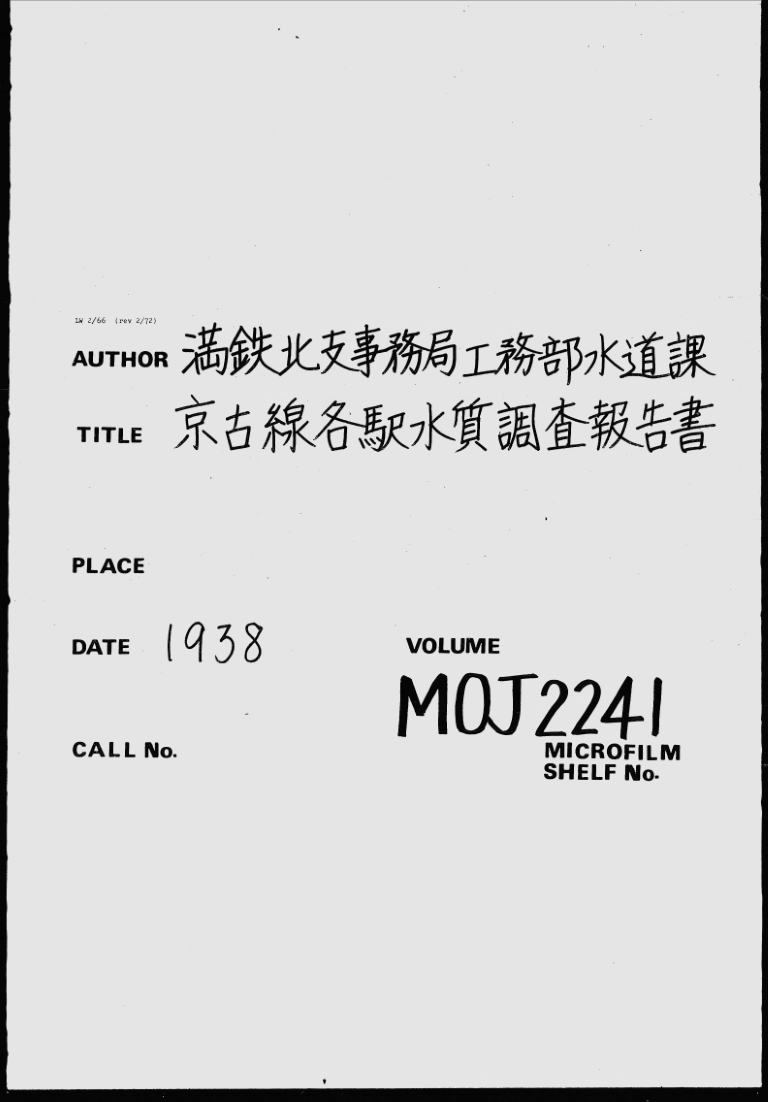 LW 2/66 (rev 2/72)
AUTHOR 満鉄北支事務局工務部水道課
TITLE 京古線各駅水質調査報告書
PLACE
DATE 1938
VOLUME
MOJ2241
CALL No.
MICROFILM
SHELF No.